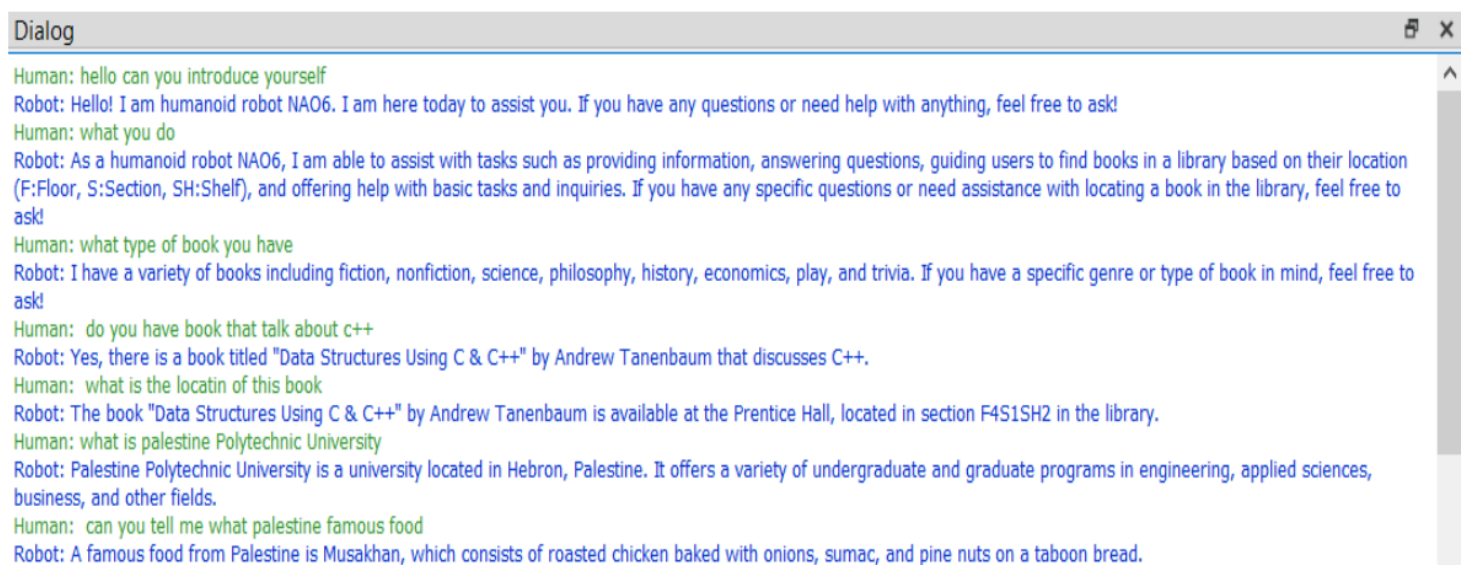 Dialog
Human: hello can you introduce yourself
Robot: Hello! I am humanoid robot NAO6. I am here today to assist you. If you have any questions or need help with anything, feel free to ask!
Human: what you do
Robot: As a humanoid robot NAO6, I am able to assist with tasks such as providing information, answering questions, guiding users to find books in a library based on their location
(F:Floor, S:Section, SH:Shelf), and offering help with basic tasks and inquiries. If you have any specific questions or need assistance with locating a book in the library, feel free to
ask!
Human: what type of book you have
Robot: I have a variety of books including fiction, nonfiction, science, philosophy, history, economics, play, and trivia. If you have a specific genre or type of book in mind, feel free to
ask!
Human:  do you have book that talk about c++
Robot: Yes, there is a book titled "Data Structures Using C & C++" by Andrew Tanenbaum that discusses C++.
Human:  what is the locatin of this book
Robot: The book "Data Structures Using C & C++" by Andrew Tanenbaum is available at the Prentice Hall, located in section F4S1SH2 in the library.
Human: what is palestine Polytechnic University
Robot: Palestine Polytechnic University is a university located in Hebron, Palestine. It offers a variety of undergraduate and graduate programs in engineering, applied sciences,
business, and other fields.
Human:  can you tell me what palestine famous food
Robot: A famous food from Palestine is Musakhan, which consists of roasted chicken baked with onions, sumac, and pine nuts on a taboon bread.